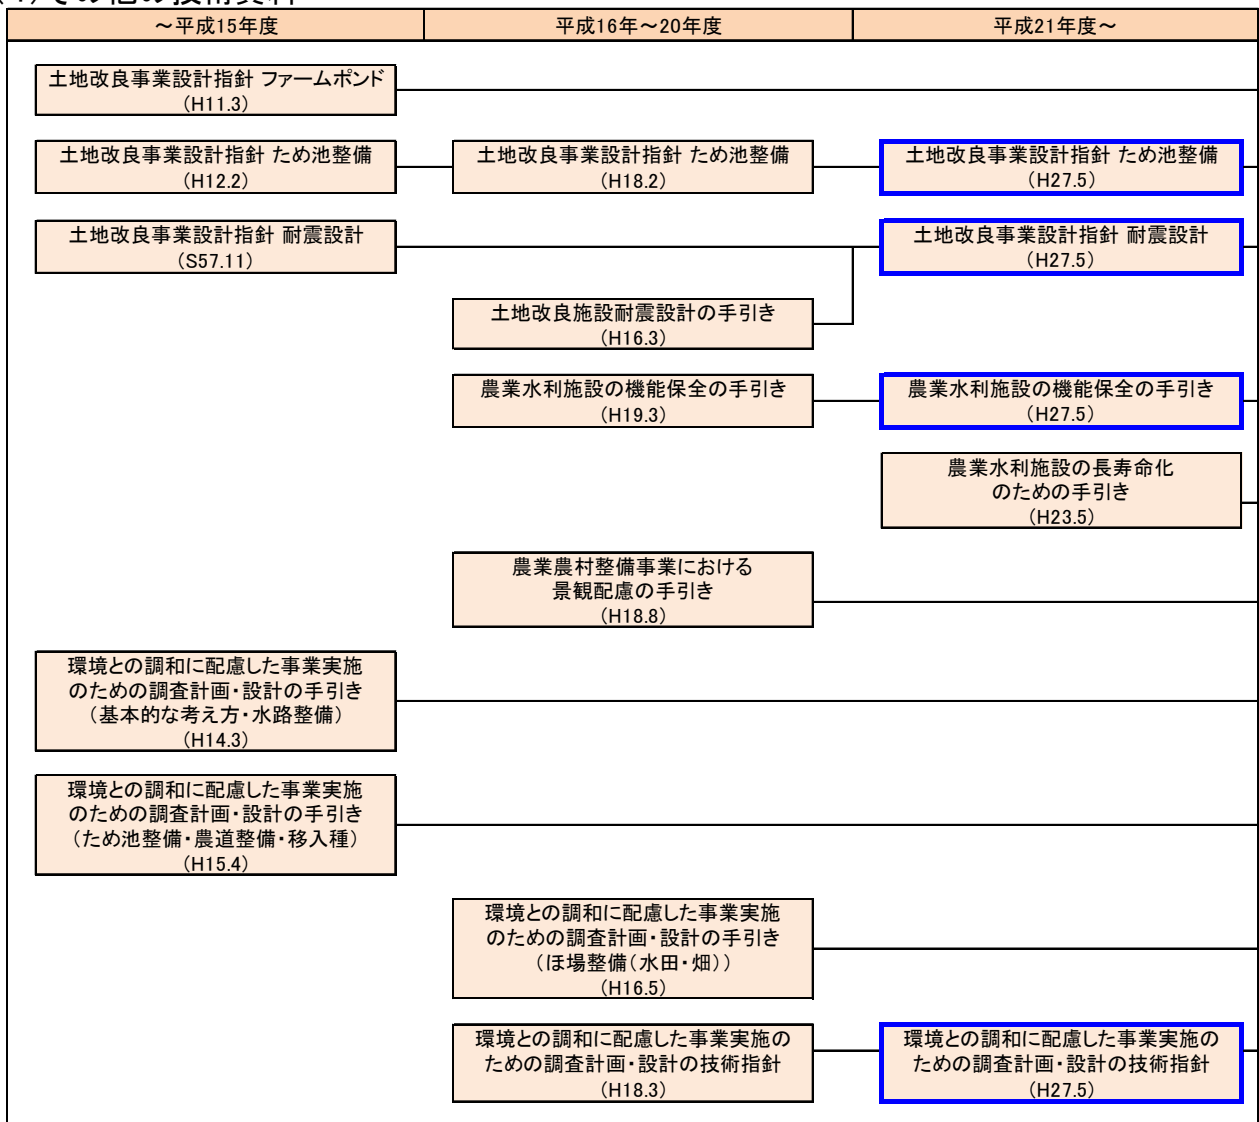 (4)その他の技術資料
～平成15年度
平成16年～20年度
平成21年度～
土地改良事業設計指針 ファームポンド
（H11.3）
土地改良事業設計指針 ため池整備
（H12.2）
土地改良事業設計指針 ため池整備
（H18.2）
土地改良事業設計指針 ため池整備
（H27.5）
土地改良事業設計指針 耐震設計
（S57.11）
土地改良事業設計指針 耐震設計
（H27.5）
土地改良施設耐震設計の手引き
（H16.3）
農業水利施設の機能保全の手引き
（H19.3）
農業水利施設の機能保全の手引き
（H27.5）
農業水利施設の長寿命化
のための手引き
（H23.5）
農業農村整備事業における
景観配慮の手引き
（H18.8）
環境との調和に配慮した事業実施
のための調査計画・設計の手引き
（基本的な考え方・水路整備）
（H14.3）
環境との調和に配慮した事業実施
のための調査計画・設計の手引き
（ため池整備・農道整備・移入種）
（H15.4）
環境との調和に配慮した事業実施
のための調査計画・設計の手引き
（ほ場整備（水田・畑））
（H16.5）
環境との調和に配慮した事業実施の
ための調査計画・設計の技術指針
（H18.3）
環境との調和に配慮した事業実施の
ための調査計画・設計の技術指針
（H27.5）